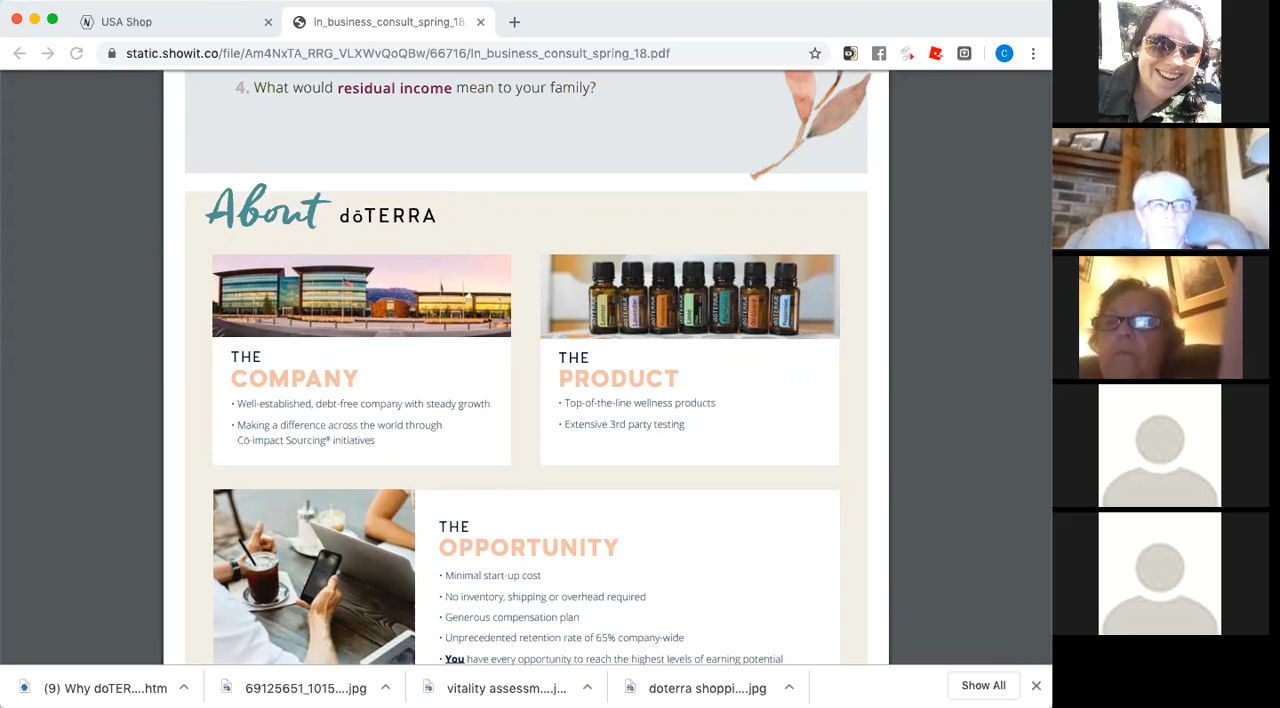 USA Shop
ln_business_consult_spring_18.
static.showit.co/file/Am4NxTA_RRG_VLXWvQoQBw/66716/ln_business_consult_spring_18.pdf
C
4. What would residual income mean to your family?
About dōTERRA
THE
COMPANY
• Well-established, debt-free company with steady growth
• Making a difference across the world through
Cō-impact Sourcing® initiatives
Lavender
Lime
THE
PRODUCT
• Top-of-the-line wellness products
• Extensive 3rd party testing
THE
OPPORTUNITY
• Minimal start-up cost
• No inventory, shipping or overhead required
• Generous compensation plan
• Unprecedented retention rate of 65% company-wide
• You have every opportunity to reach the highest levels of earning potential
(9) Why doTER....htm
69125651_1015....jpg
vitality assessm....j...
doterra shoppi....jpg
Show All